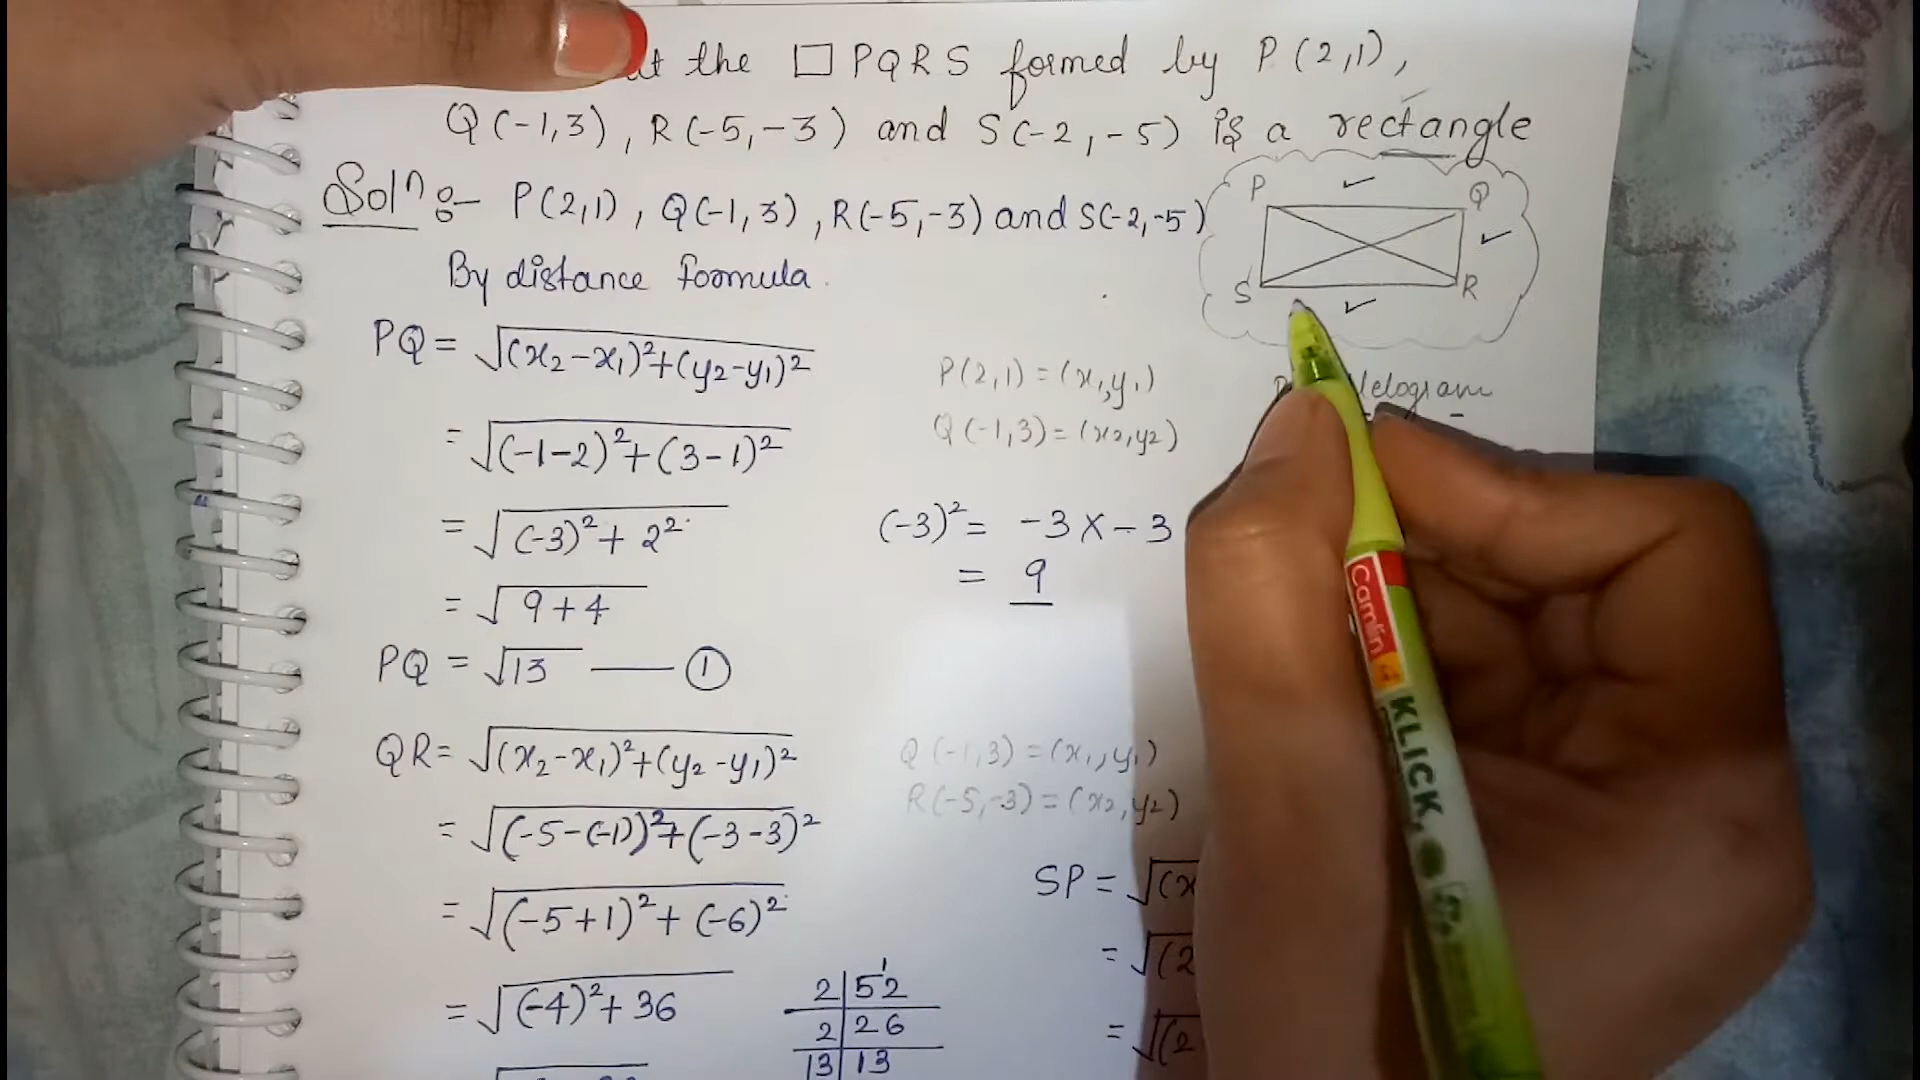 the □ PQRS formed by P(2,1),
Q(-1,3), R(-5,-3) and S(-2,-5) is a rectangle
Solⁿ:- P(2,1), Q(-1,3), R(-5,-3) and S(-2,-5)
By distance formula.
P Q
S R
PQ = √(x₂-x₁)²+(y₂-y₁)²
P(2,1) = (x₁,y₁)
Q(-1,3) = (x₂,y₂)
= √(-1-2)²+(3-1)²
= √(-3)²+2²
(-3)² = -3 x -3
= 9
= √9+4
PQ = √13 —— ①
QR = √(x₂-x₁)²+(y₂-y₁)²
Q(-1,3) = (x₁,y₁)
R(-5,-3) = (x₂,y₂)
= √(-5-(-1))²+(-3-3)²
= √(-5+1)²+(-6)²
= √(-4)²+36
2|52
2|26
13|13
SP = √(x
= √(2
= √(2
Camlin
KLICK